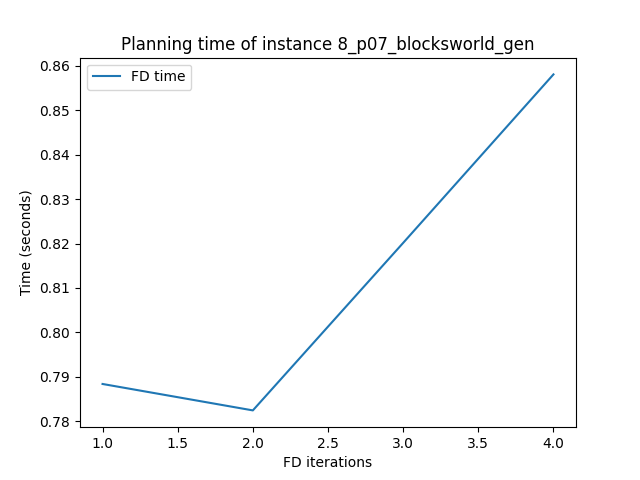 Planning time of instance 8_p07_blocksworld_gen
FD time
0.86
0.85
0.84
0.83
0.82
0.81
0.80
0.79
0.78
Time (seconds)
1.0 1.5 2.0 2.5 3.0 3.5 4.0
FD iterations